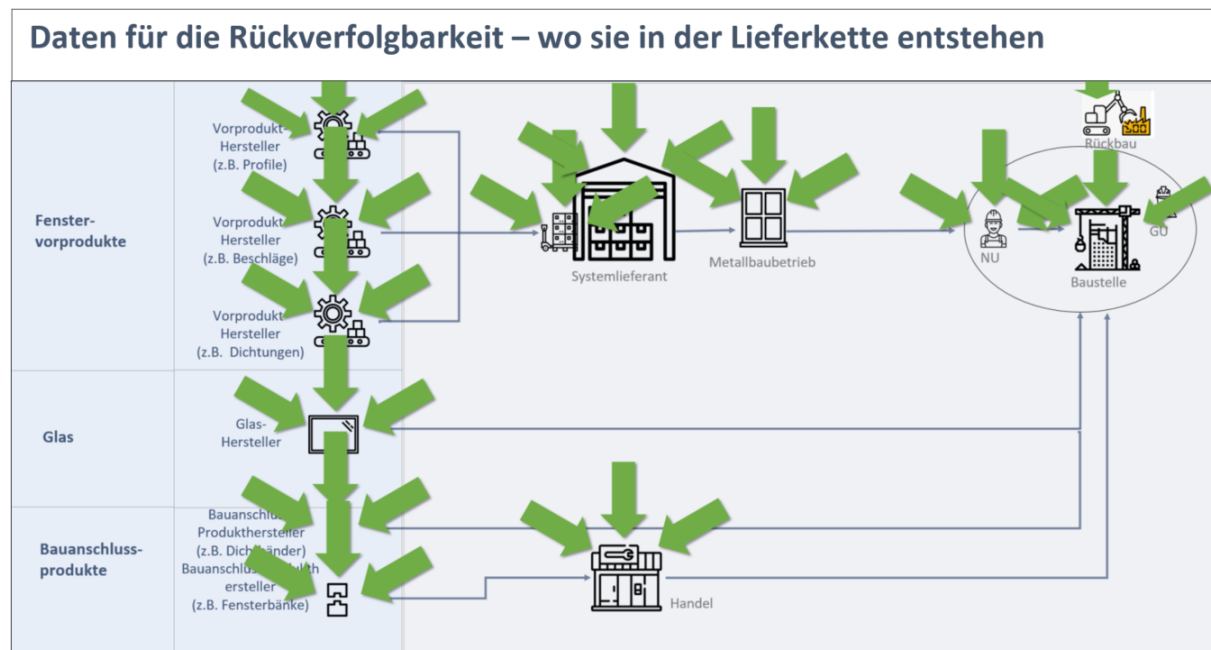 Daten für die Rückverfolgbarkeit – wo sie in der Lieferkette entstehen
Fenster-
vorprodukte
Vorprodukt-
Hersteller
(z.B. Profile)
Vorprodukt
Hersteller
(z.B. Beschläge)
Vorprodukt
Hersteller
(z.B. Dichtungen)
Systemlieferant
Metallbaubetrieb
Rückbau
NU
GU
Baustelle
Glas
Glas-
Hersteller
Bauanschluss-
produkte
Produkthersteller
ersteller
(z.B. Fensterbänke)
Handel